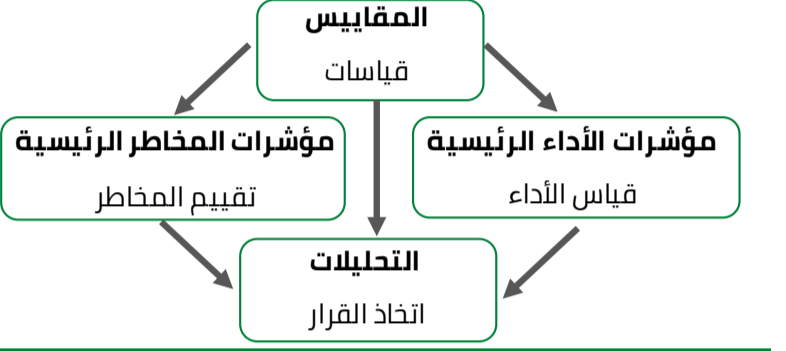 المقاييس
قياسات
مؤشرات الأداء الرئيسية
قياس الأداء
مؤشرات المخاطر الرئيسية
تقييم المخاطر
التحليلات
اتخاذ القرار